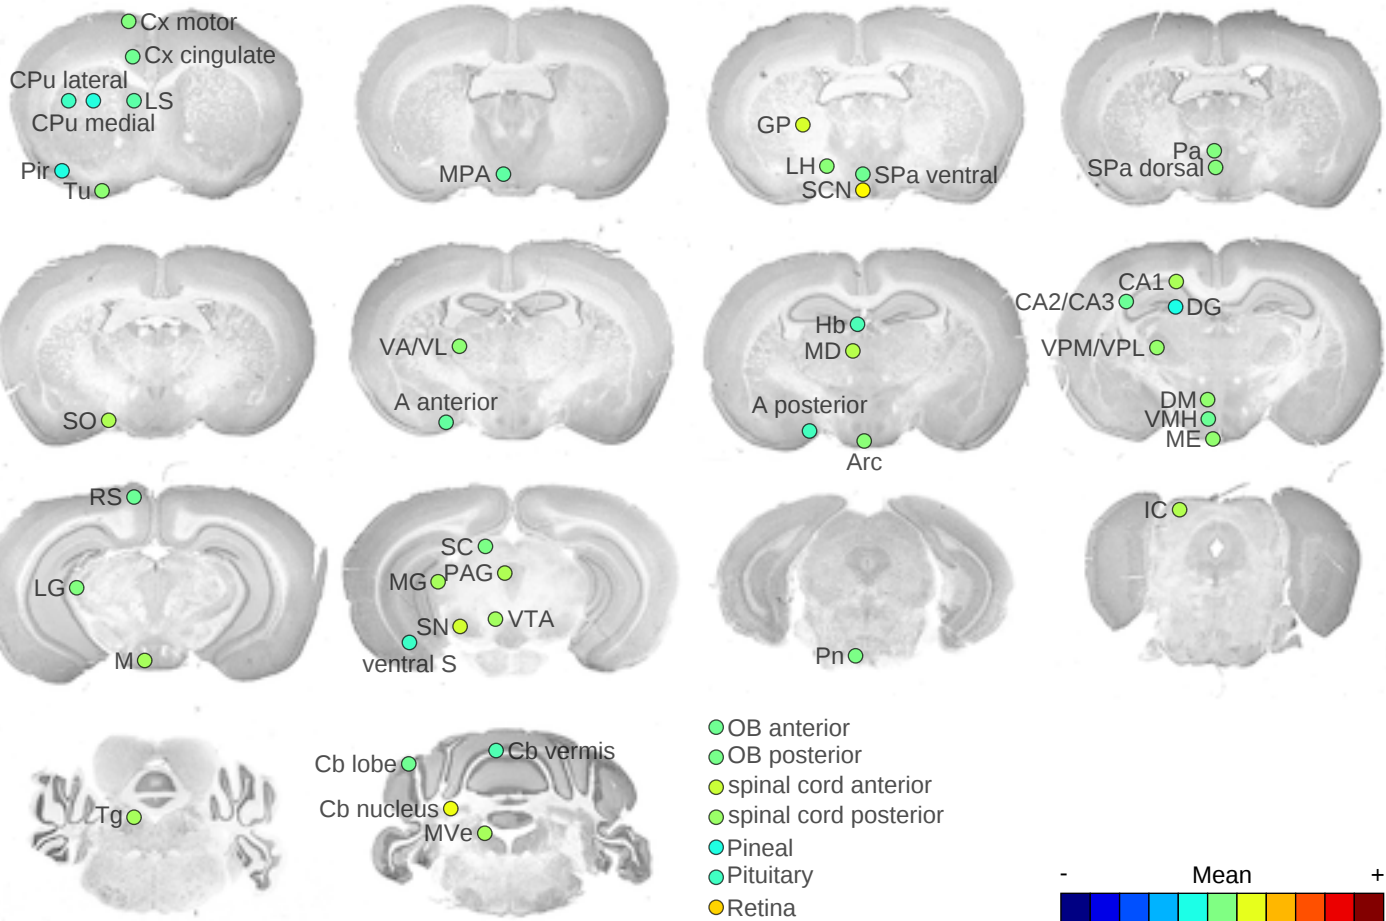 Cx motor
Cx cingulate
CPu lateral
LS
CPu medial
Pir
Tu
MPA
GP
LH
SPa ventral
SCN
Pa
SPa dorsal
SO
VA/VL
A anterior
Hb
MD
A posterior
Arc
CA1
CA2/CA3
DG
VPM/VPL
DM
VMH
ME
RS
LG
M
SC
PAG
MG
SN
VTA
ventral S
Pn
IC
Tg
Cb lobe
Cb vermis
Cb nucleus
MVe
OB anterior
OB posterior
spinal cord anterior
spinal cord posterior
Pineal
Pituitary
Retina
- Mean +